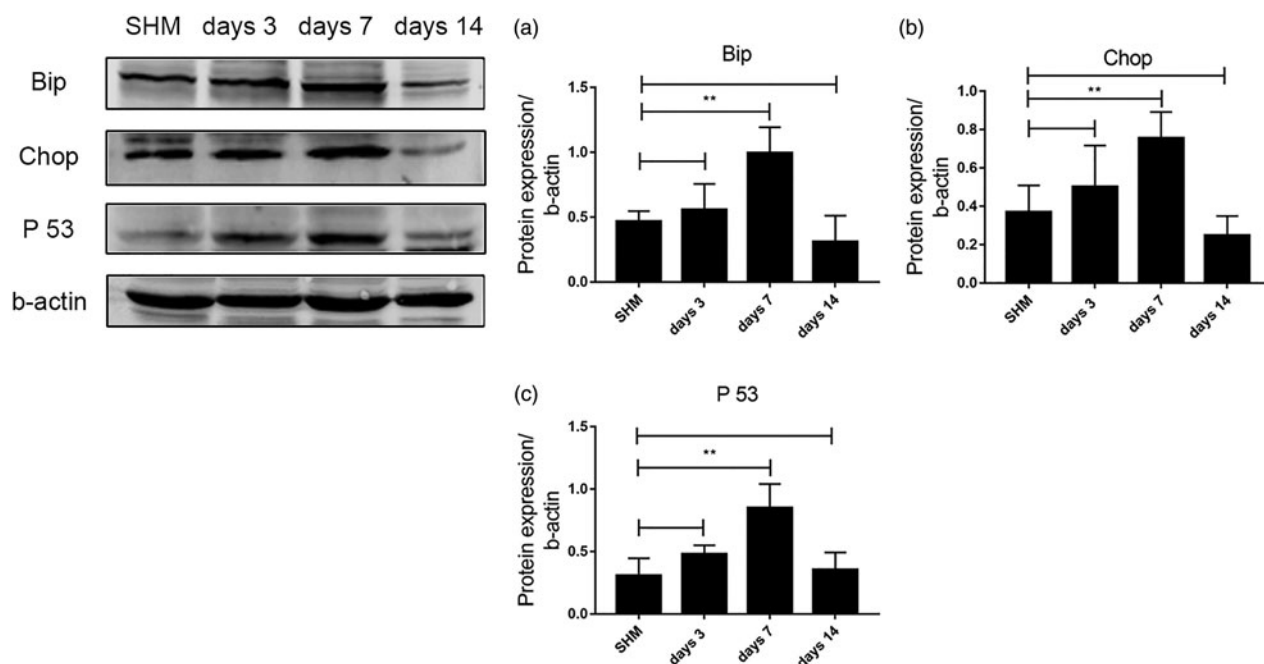 SHM days 3 days 7 days 14
Bip
Chop
P 53
b-actin
(a)
Bip
Protein expression/
b-actin
1.5
1.0
0.5
0.0
**
SHM
days 3
days 7
days 14
(b)
Chop
Protein expression/
b-actin
1.0
0.8
0.6
0.4
0.2
0.0
**
SHM
days 3
days 7
days 14
(c)
P 53
Protein expression/
b-actin
1.5
1.0
0.5
0.0
**
SHM
days 3
days 7
days 14